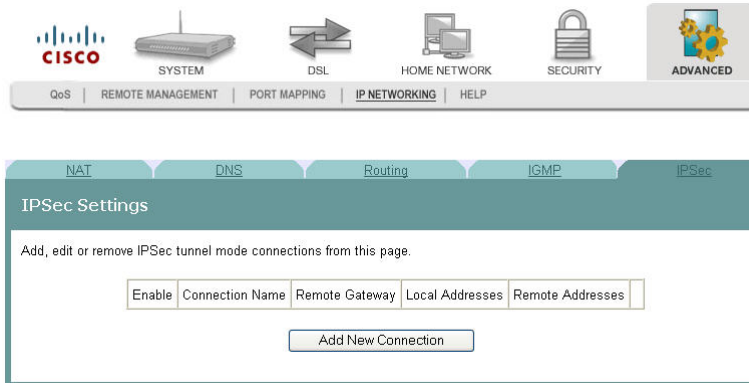 CISCO
SYSTEM
DSL
HOME NETWORK
SECURITY
ADVANCED
QoS | REMOTE MANAGEMENT | PORT MAPPING | IP NETWORKING | HELP
NAT
DNS
Routing
IGMP
IPSec
IPSec Settings
Add, edit or remove IPSec tunnel mode connections from this page.
Enable Connection Name Remote Gateway Local Addresses Remote Addresses
Add New Connection